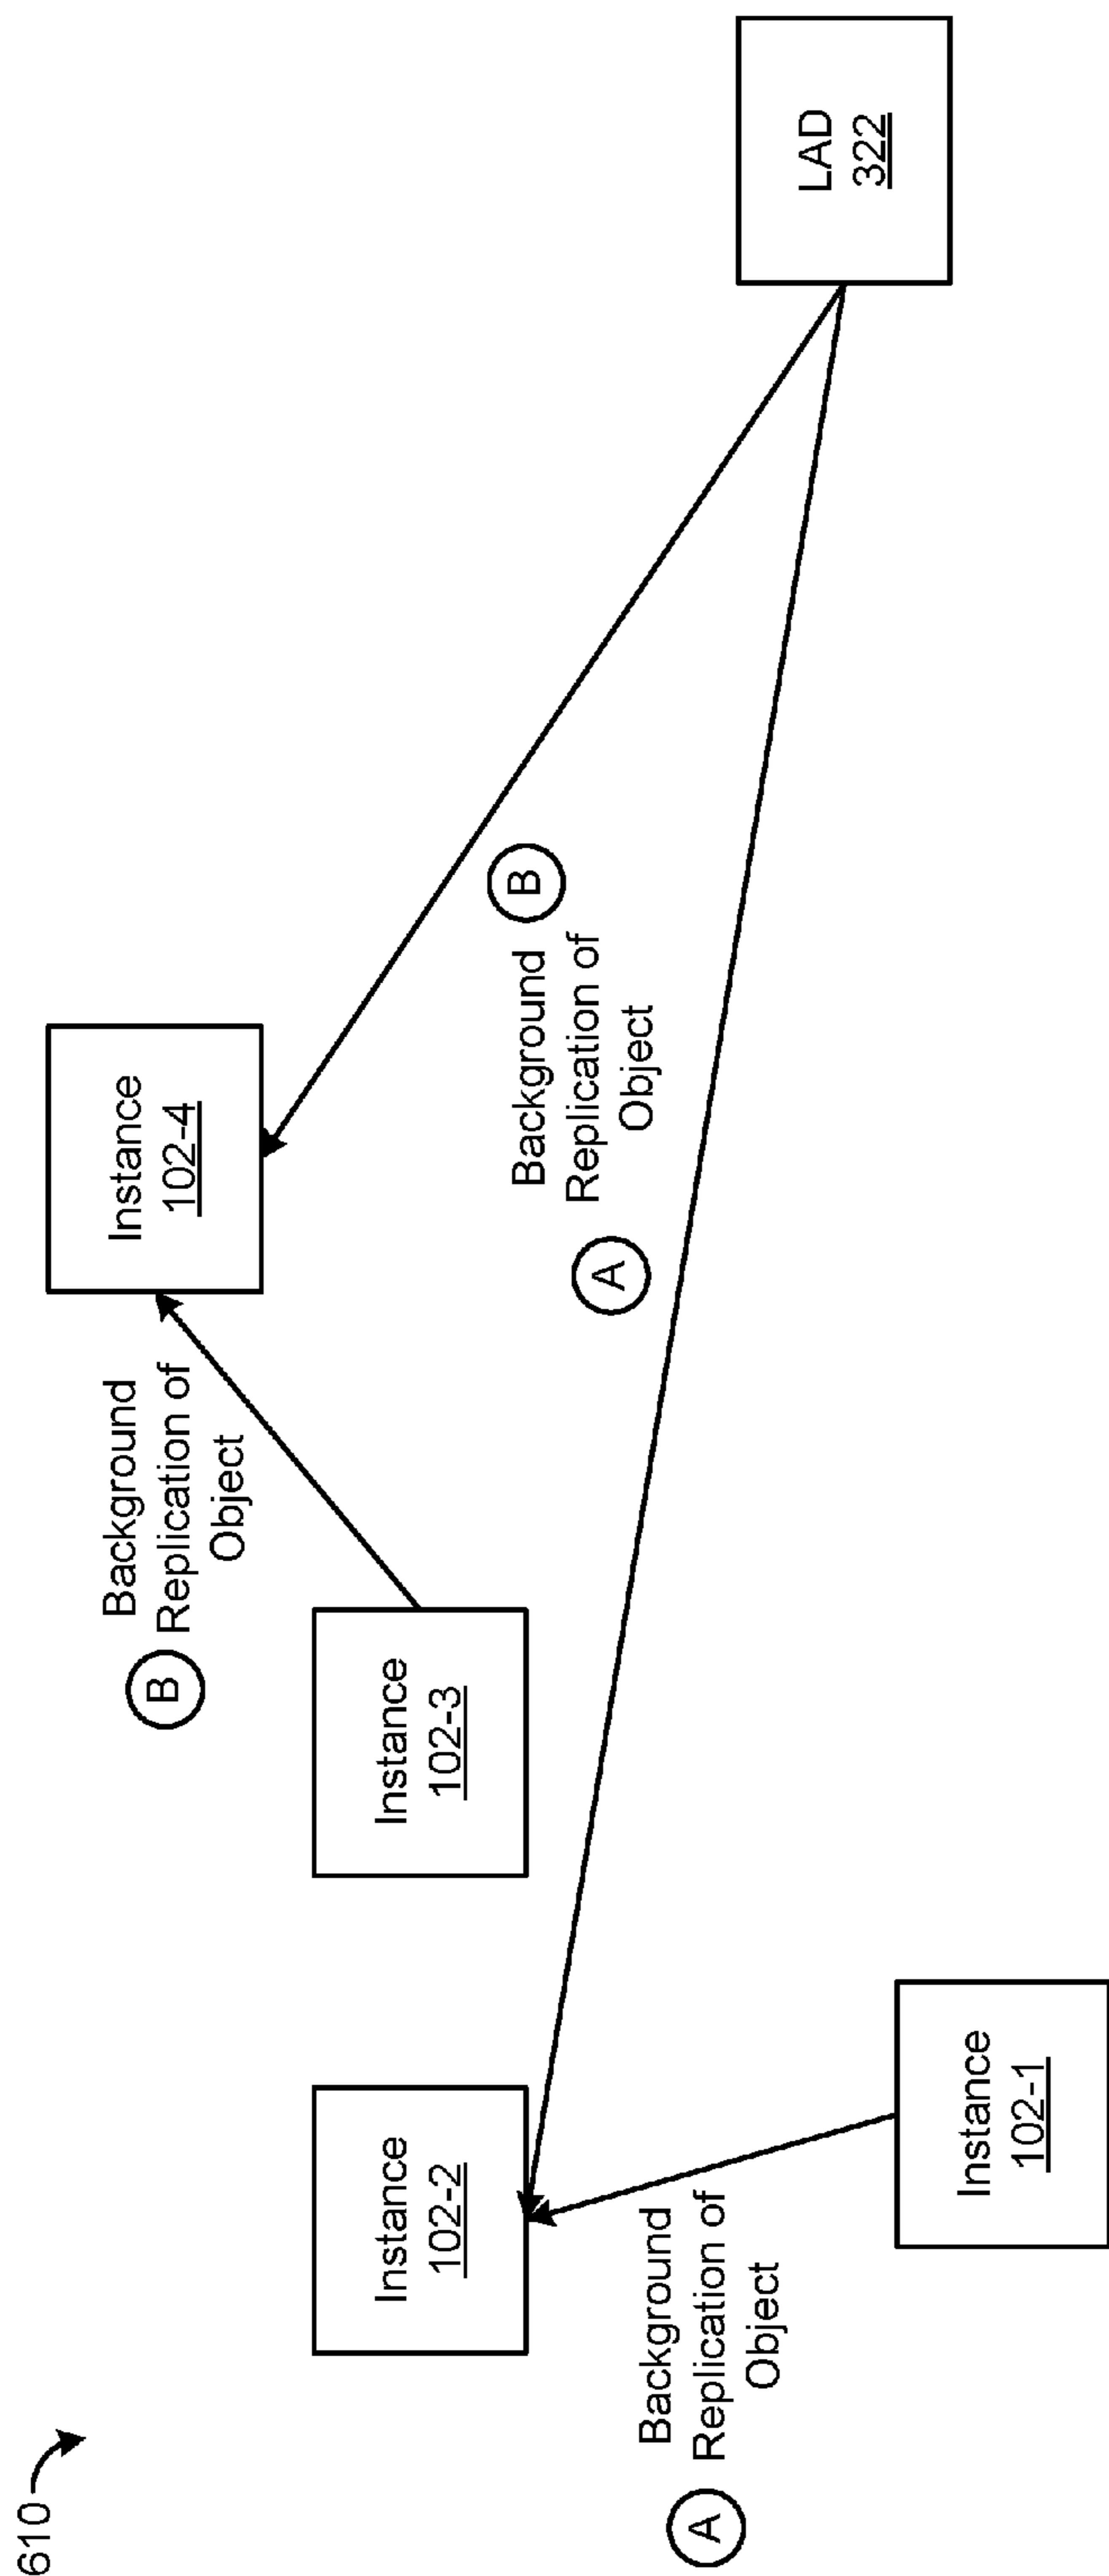 610
Background
B
Replication of
Object
Instance
102-4
Instance
102-2
Instance
102-3
Background
B
Replication of
Object
A
A
Background
Replication of
Object
LAD
322
Instance
102-1